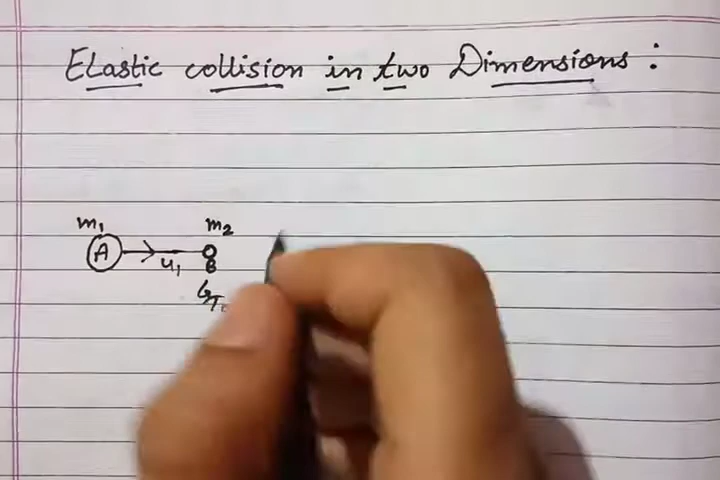 Elastic collision in two Dimensions :
m₁ m₂
A u₁ B